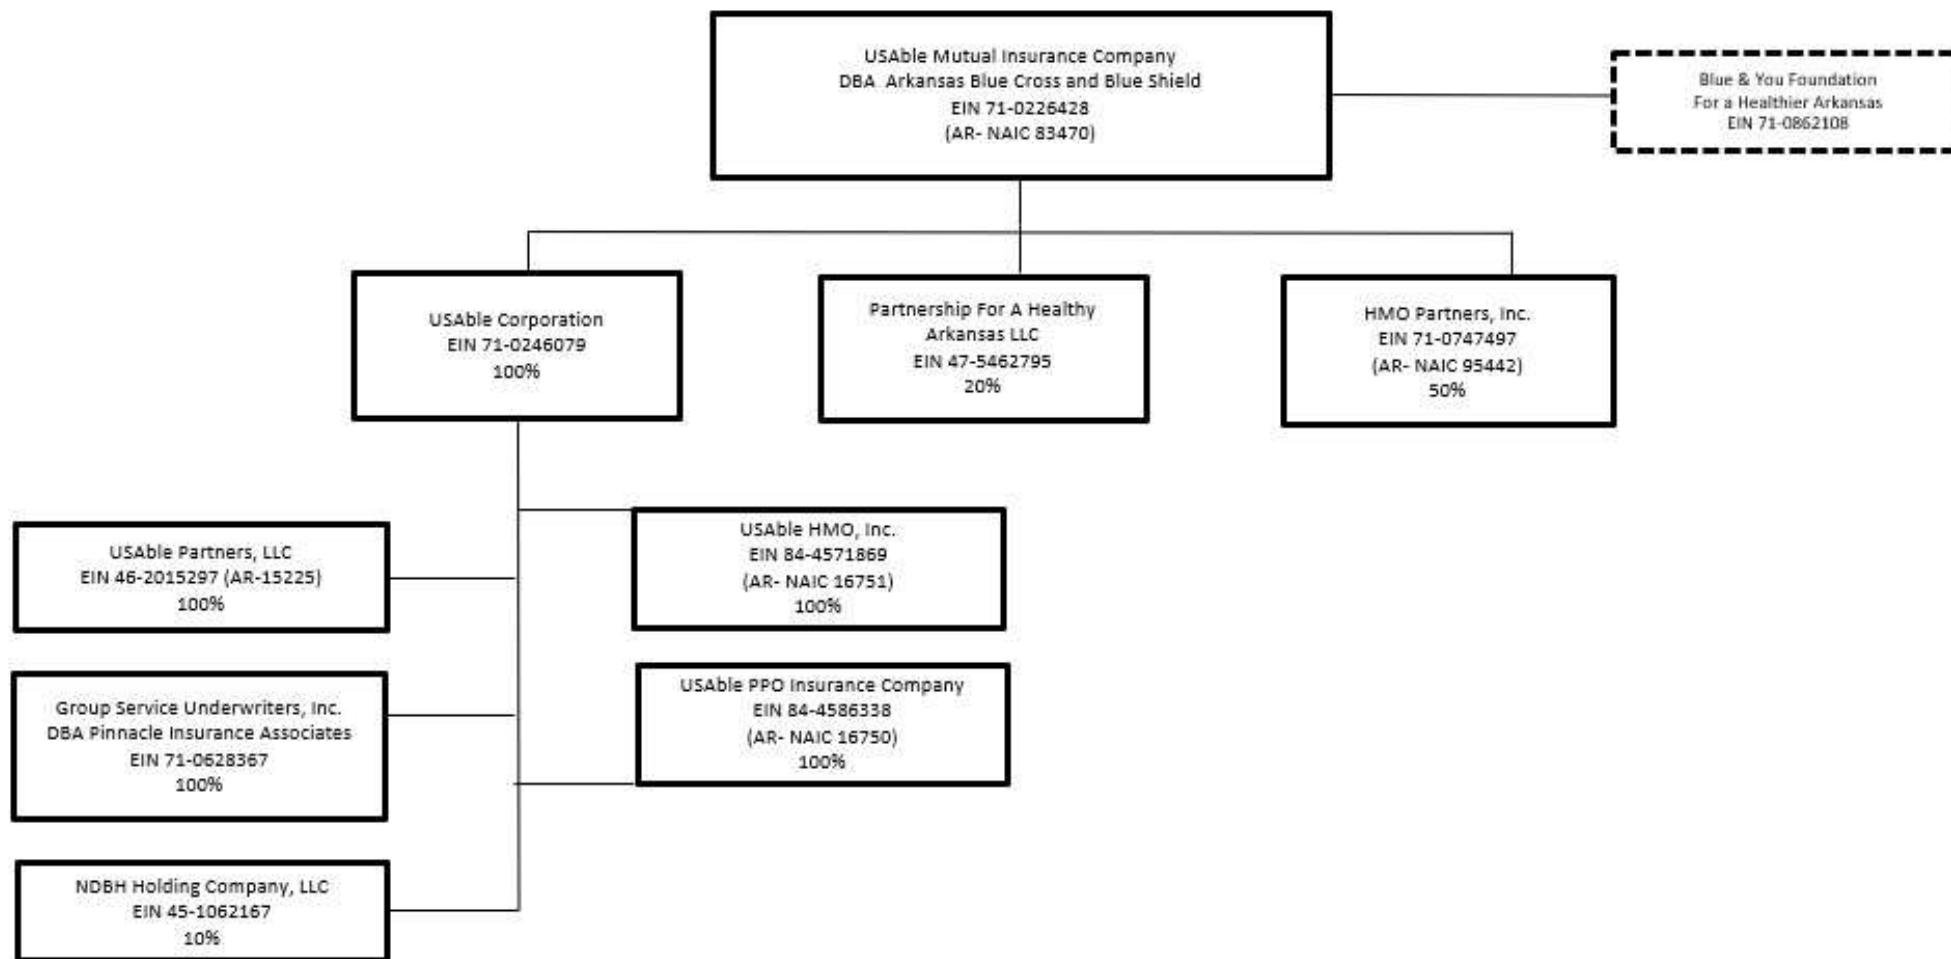 USAble Mutual Insurance Company
DBA Arkansas Blue Cross and Blue Shield
EIN 71-0226428
(AR- NAIC 83470)
Blue & You Foundation
For a Healthier Arkansas
EIN 71-0862108
USAble Corporation
EIN 71-0246079
100%
Partnership For A Healthy
Arkansas LLC
EIN 47-5462795
20%
HMO Partners, Inc.
EIN 71-0747497
(AR- NAIC 95442)
50%
USAble Partners, LLC
EIN 46-2015297 (AR-15225)
100%
USAble HMO, Inc.
EIN 84-4571869
(AR- NAIC 16751)
100%
Group Service Underwriters, Inc.
DBA Pinnacle Insurance Associates
EIN 71-0628367
100%
USAble PPO Insurance Company
EIN 84-4586338
(AR- NAIC 16750)
100%
NDBH Holding Company, LLC
EIN 45-1062167
10%